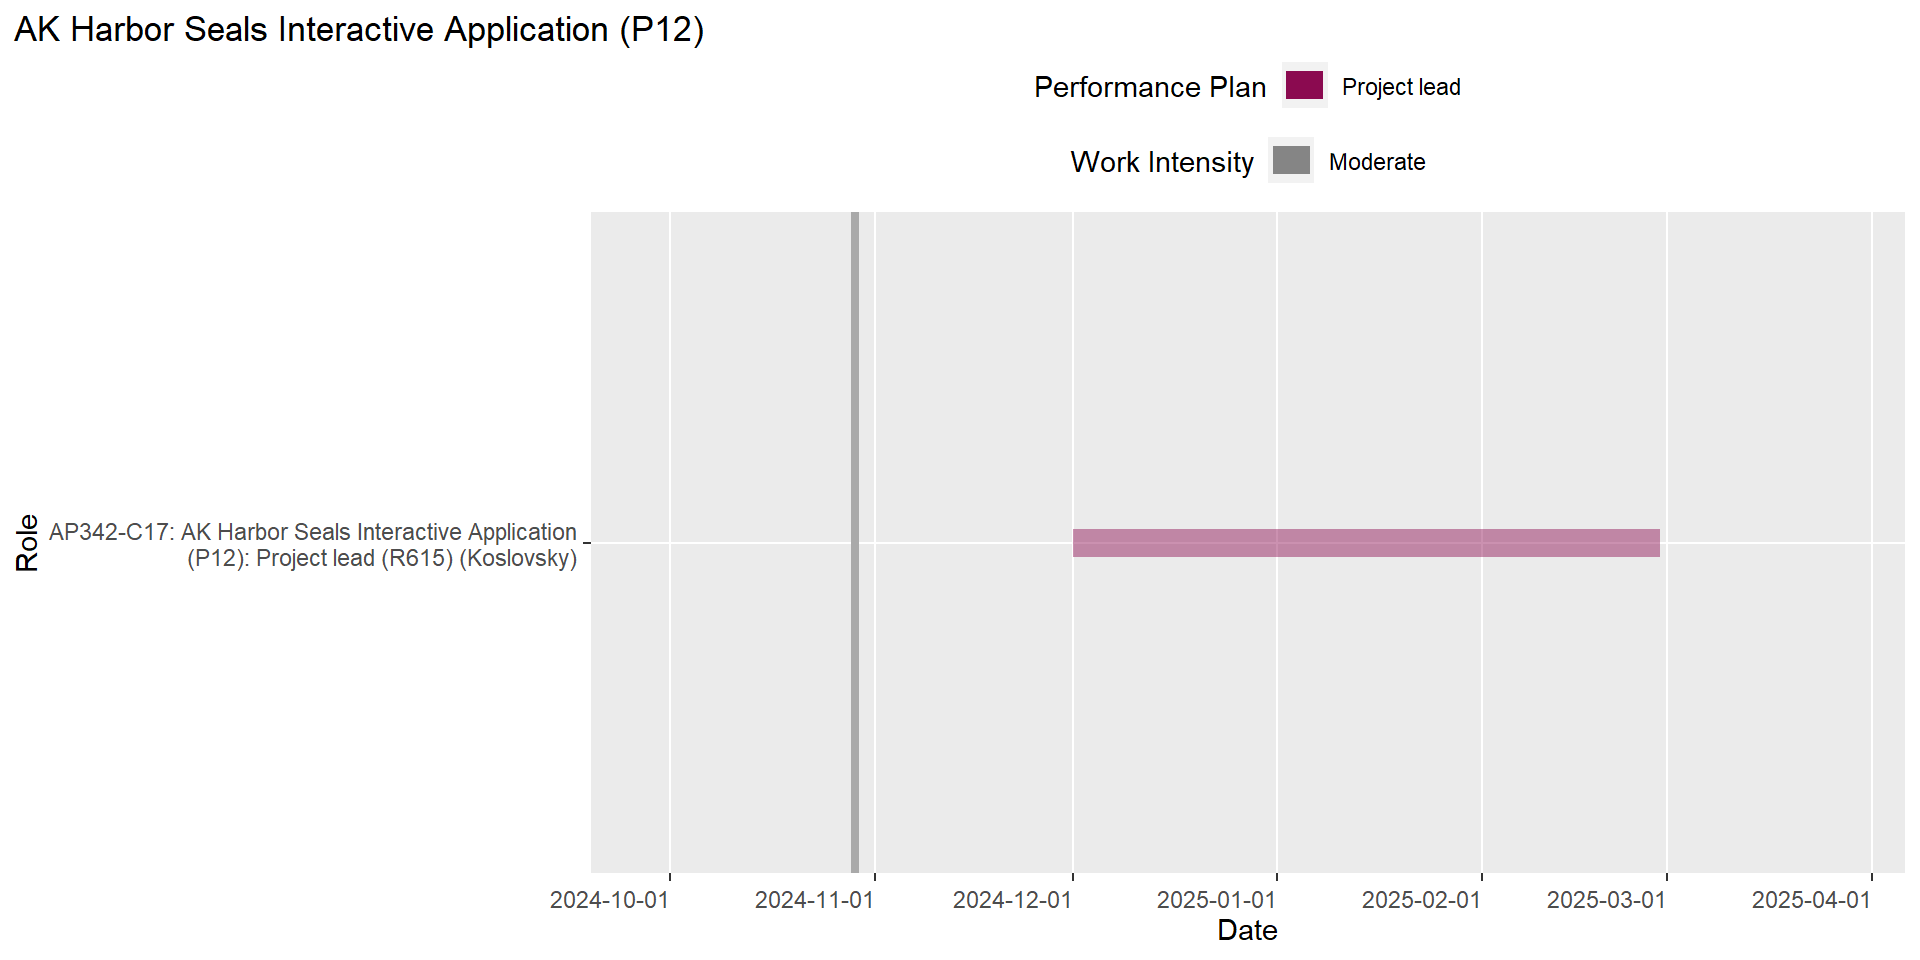 AK Harbor Seals Interactive Application (P12)
Performance Plan
Project lead
Work Intensity
Moderate
Role
AP342-C17: AK Harbor Seals Interactive Application
(P12): Project lead (R615) (Koslovsky)
2024-10-01
2024-11-01
2024-12-01
2025-01-01
2025-02-01
2025-03-01
2025-04-01
Date